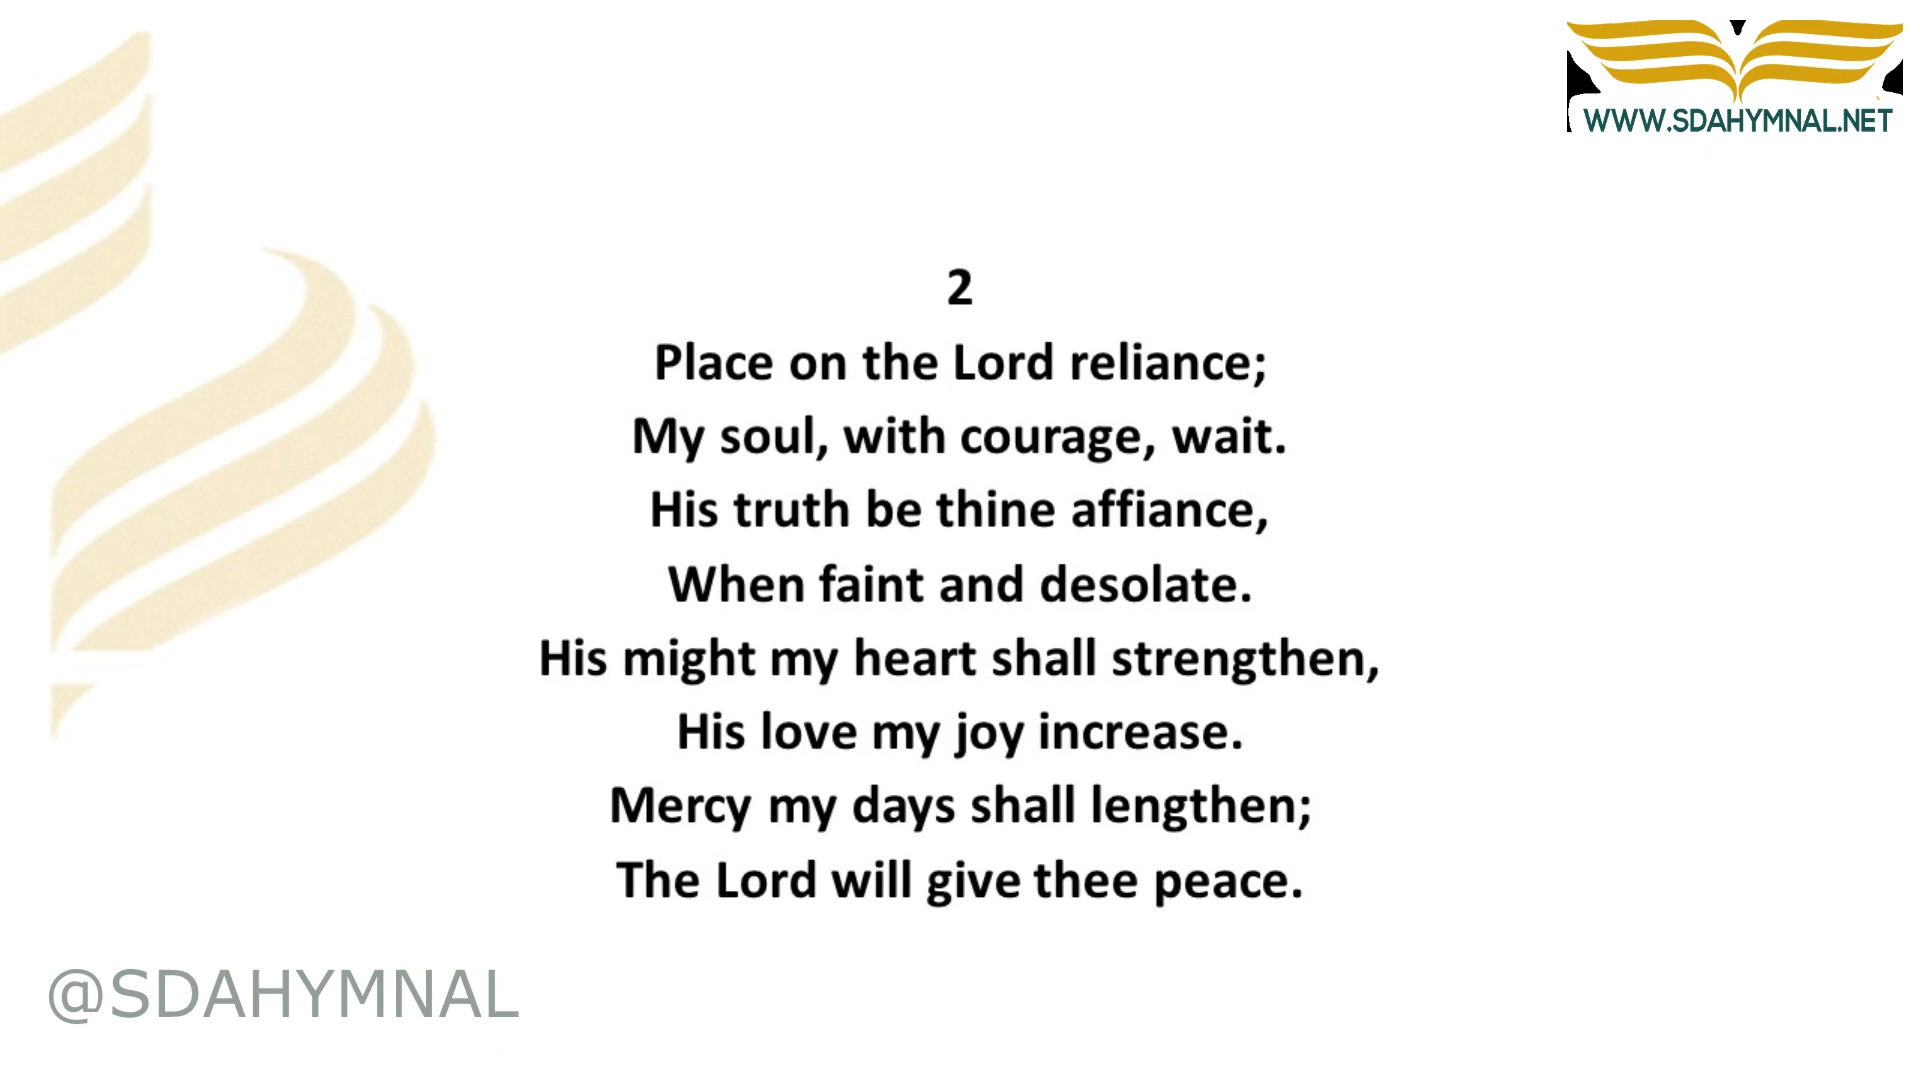 WWW.SDAHYMNAL.NET
2
Place on the Lord reliance;
My soul, with courage, wait.
His truth be thine affiance,
When faint and desolate.
His might my heart shall strengthen,
His love my joy increase.
Mercy my days shall lengthen;
The Lord will give thee peace.
@SDAHYMNAL